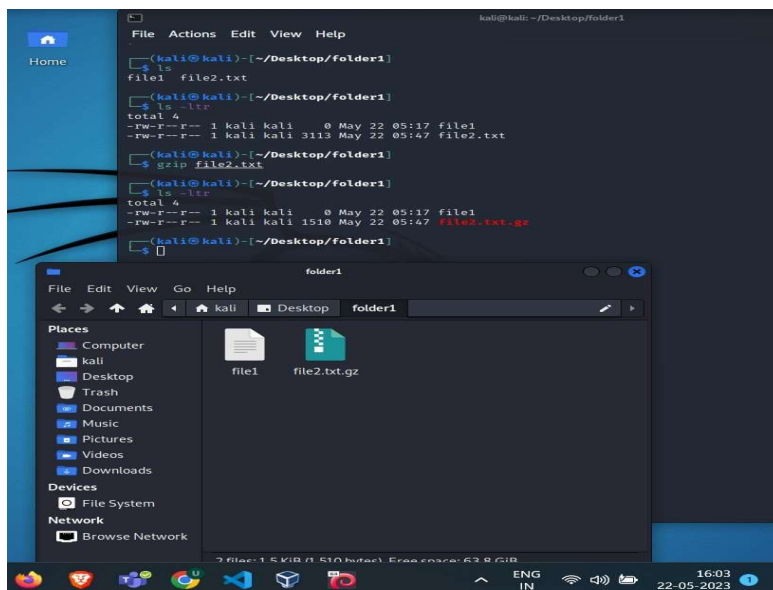 kali@kali: ~/Desktop/folder1
File Actions Edit View Help
Home
(kali㉿kali)-[~/Desktop/folder1]
$ ls
file1 file2.txt
(kali㉿kali)-[~/Desktop/folder1]
$ ls -ltr
total 4
-rw-r--r-- 1 kali kali 0 May 22 05:17 file1
-rw-r--r-- 1 kali kali 3113 May 22 05:47 file2.txt
(kali㉿kali)-[~/Desktop/folder1]
$ gzip file2.txt
(kali㉿kali)-[~/Desktop/folder1]
$ ls -ltr
total 4
-rw-r--r-- 1 kali kali 0 May 22 05:17 file1
-rw-r--r-- 1 kali kali 1510 May 22 05:47 file2.txt.gz
(kali㉿kali)-[~/Desktop/folder1]
$
folder1
File Edit View Go Help
kali Desktop folder1
Places
Computer
kali
Desktop
Trash
Documents
Music
Pictures
Videos
Downloads
Devices
File System
Network
Browse Network
file1 file2.txt.gz
2 files: 1.5 KiB (1,510 bytes), Free space: 63.8 GiB
ENG
IN
16:03
22-05-2023
1